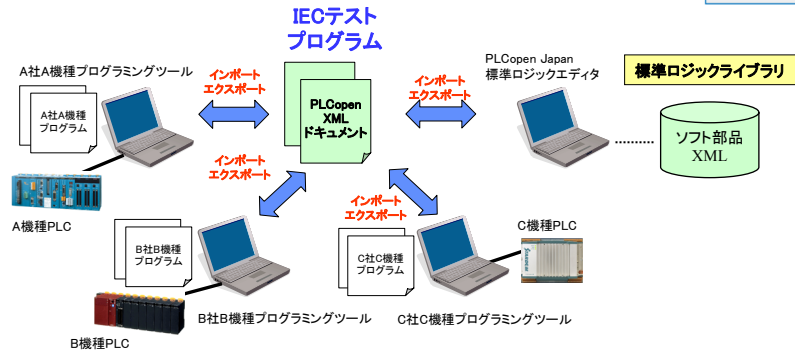 IECテスト
プログラム
A社A機種プログラミングツール
インポート
エクスポート
インポート
エクスポート
PLCopen Japan
標準ロジックエディタ
標準ロジックライブラリ
A社A機種
プログラム
PLCopen
XML
ドキュメント
ソフト部品
XML
インポート
エクスポート
インポート
エクスポート
A機種PLC
B社B機種
プログラム
C社C機種
プログラム
C機種PLC
B社B機種プログラミングツール
C社C機種プログラミングツール
B機種PLC